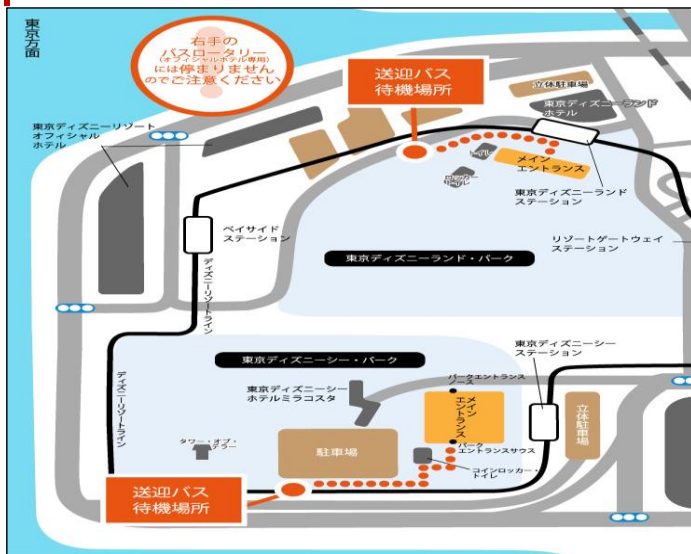 東京方面
右手の
バスロータリー
(オフィシャルホテル専用)
には停まりません
のでご注意ください
送迎バス
待機場所
立体駐車場
東京ディズニーランド
ホテル
東京ディズニーリゾート
オフィシャル
ホテル
トイレ
メイン
エントランス
ロッカー
トイレ
東京ディズニーランド
ステーション
ベイサイド
ステーション
リゾートゲートウェイ
ステーション
東京ディズニーランド・パーク
ディズニーリゾートライン
東京ディズニーシー
ステーション
東京ディズニーシー・パーク
ディズニーリゾートライン
パークエントランス
ノース
東京ディズニーシー
ホテルミラコスタ
メイン
エントランス
立体駐車場
タワー・オブ・
テラー
駐車場
パーク
エントランスサウス
コインロッカー・
トイレ
送迎バス
待機場所